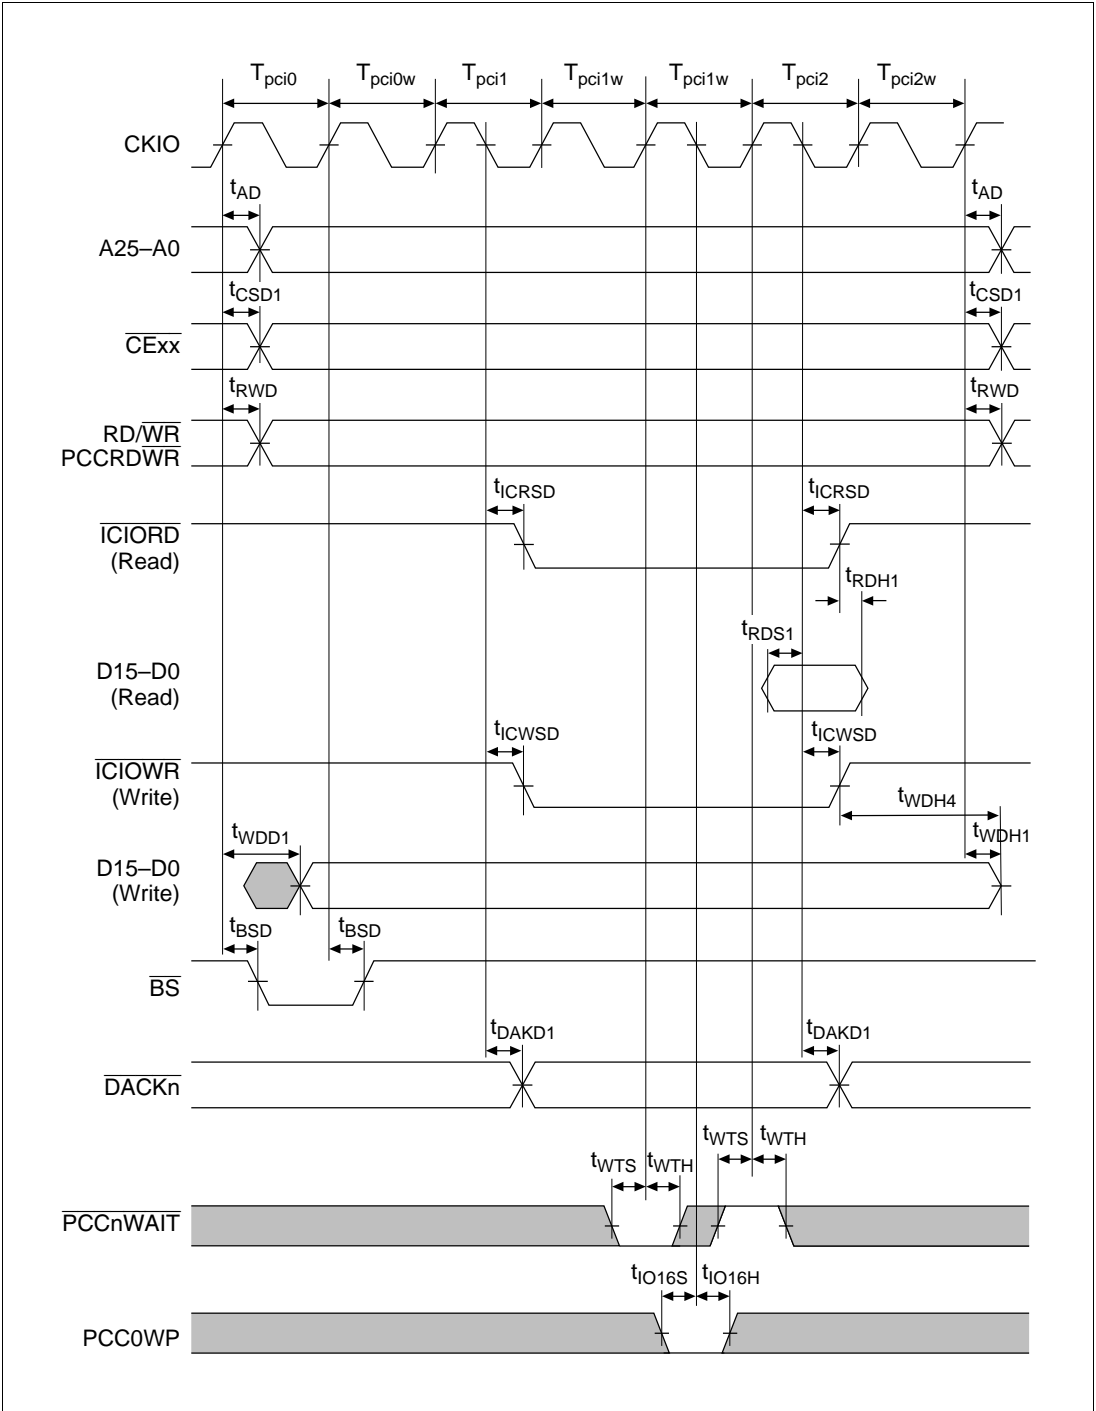 Tpci0 Tpci0w Tpci1 Tpci1w Tpci1w Tpci2 Tpci2w
CKIO
tAD tAD
A25–A0
tCSD1 tCSD1
CExx
tRWD tRWD
RD/WR
PCCRDWR
tICRSD tICRSD
ICIORD
(Read)
tRDH1
tRDS1
D15–D0
(Read)
tICWSD tICWSD
ICIOWR
(Write)
tWDH4
tWDD1 tWDH1
D15–D0
(Write)
tBSD tBSD
BS
tDAKD1 tDAKD1
DACKn
tWTS tWTH
tWTS tWTH
PCCnWAIT
tIO16S tIO16H
PCC0WP